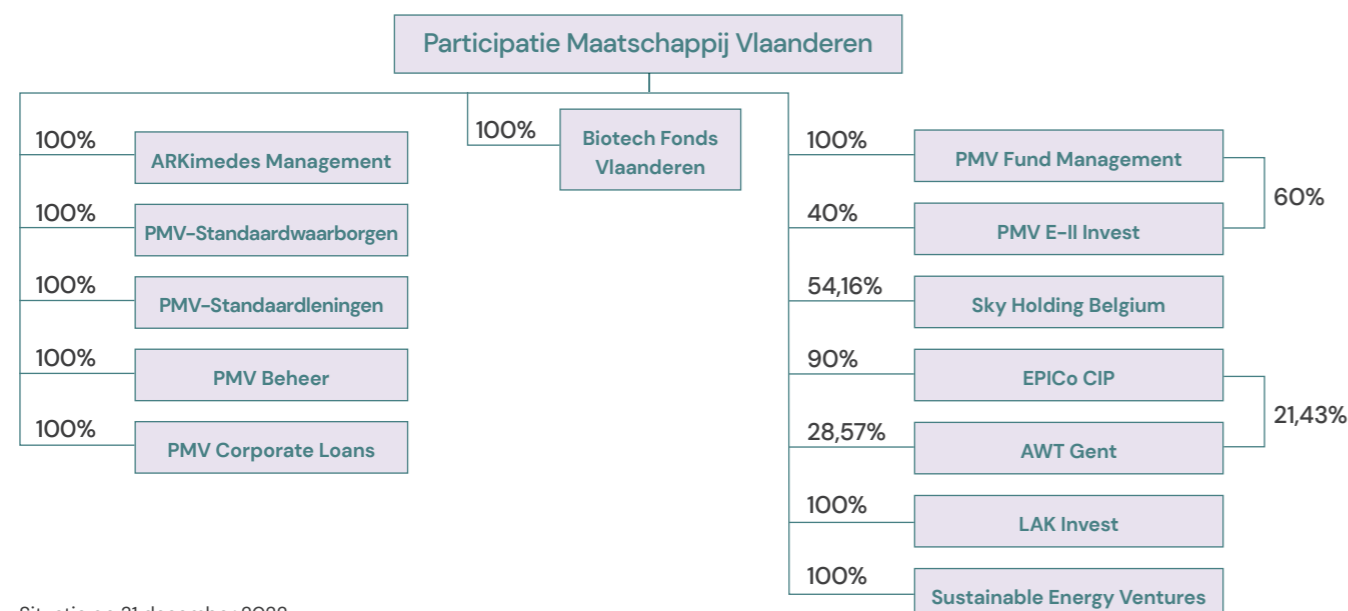 Participatie Maatschappij Vlaanderen
100%
ARKimedes Management
100%
PMV-Standaardwaarborgen
100%
PMV-Standaardleningen
100%
PMV Beheer
100%
PMV Corporate Loans
100%
Biotech Fonds
Vlaanderen
100%
PMV Fund Management
40%
PMV E-II Invest
60%
54,16%
Sky Holding Belgium
90%
EPICo CIP
28,57%
AWT Gent
21,43%
100%
LAK Invest
100%
Sustainable Energy Ventures
31 december